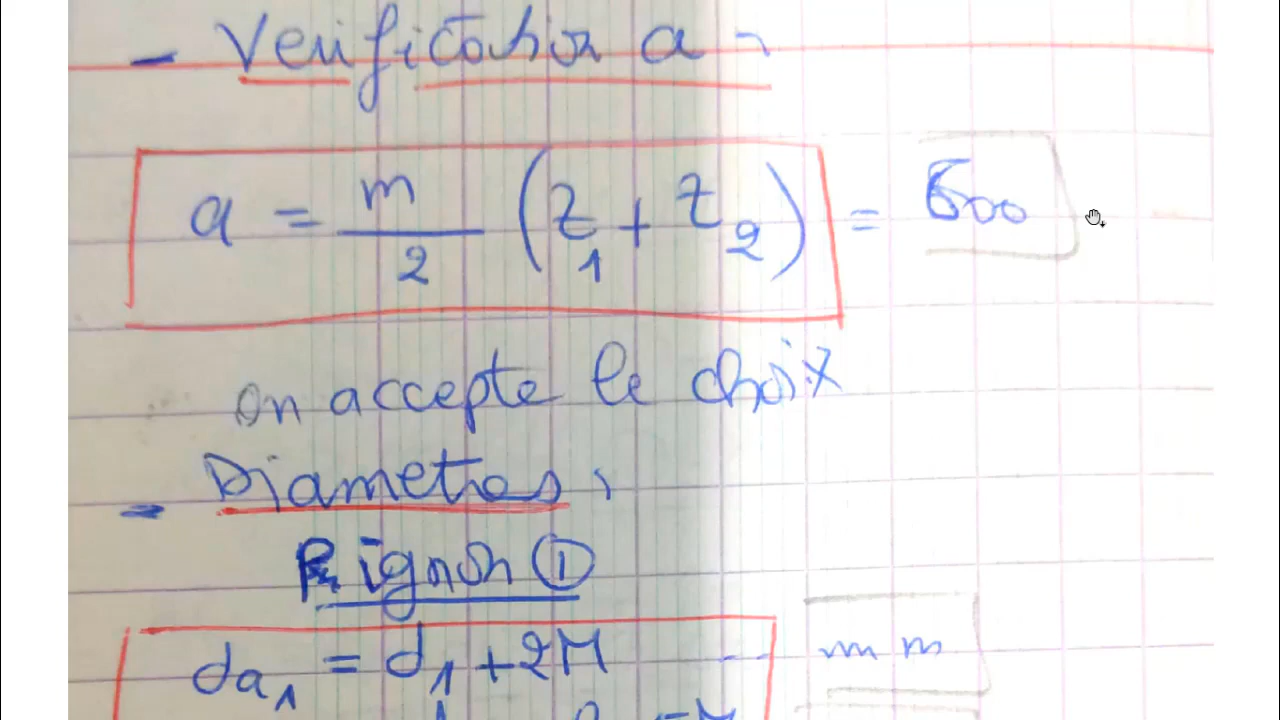 - Verification a :
a = m/2 (Z1 + Z2) = 600
on accepte le choix
- Diametres :
Pignon ①
da1 = d1 + 2M mm